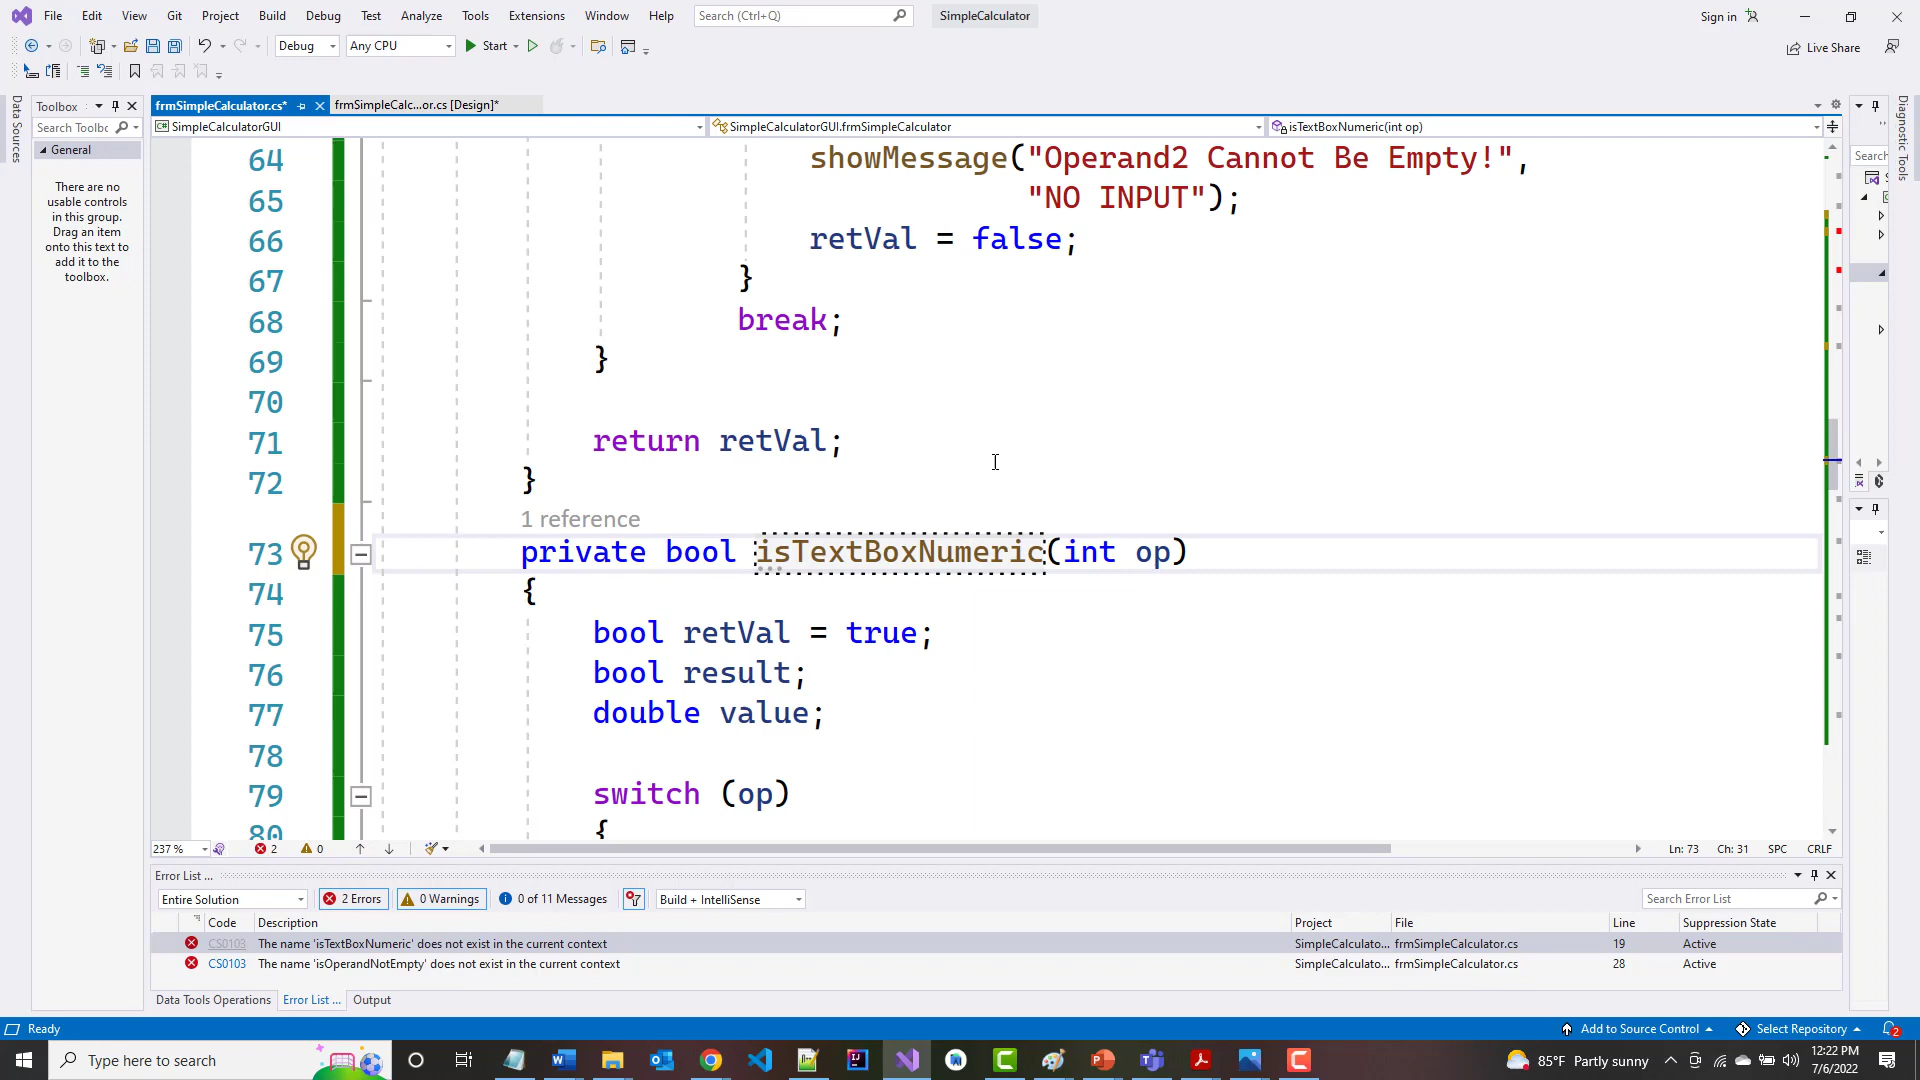 File Edit View Git Project Build Debug Test Analyze Tools Extensions Window Help Search (Ctrl+Q) SimpleCalculator Sign in
Debug Any CPU Start Live Share
Toolbox frmSimpleCalculator.cs* frmSimpleCalc...or.cs [Design]*
Search Toolbc SimpleCalculatorGUI SimpleCalculatorGUI.frmSimpleCalculator isTextBoxNumeric(int op)
Data Sources
General
There are no
usable controls
in this group.
Drag an item
onto this text to
add it to the
toolbox.
Diagnostic Tools
Search
64 showMessage("Operand2 Cannot Be Empty!",
65 "NO INPUT");
66 retVal = false;
67 }
68 break;
69 }
70
71 return retVal;
72 }
1 reference
73 private bool isTextBoxNumeric(int op)
74 {
75 bool retVal = true;
76 bool result;
77 double value;
78
79 switch (op)
80 {
237 % 2 0 Ln: 73 Ch: 31 SPC CRLF
Error List ...
Entire Solution 2 Errors 0 Warnings 0 of 11 Messages Build + IntelliSense Search Error List
Code Description Project File Line Suppression State
CS0103 The name 'isTextBoxNumeric' does not exist in the current context SimpleCalculato... frmSimpleCalculator.cs 19 Active
CS0103 The name 'isOperandNotEmpty' does not exist in the current context SimpleCalculato... frmSimpleCalculator.cs 28 Active
Data Tools Operations Error List ... Output
Ready Add to Source Control Select Repository 2
Type here to search 85°F Partly sunny 12:22 PM
7/6/2022